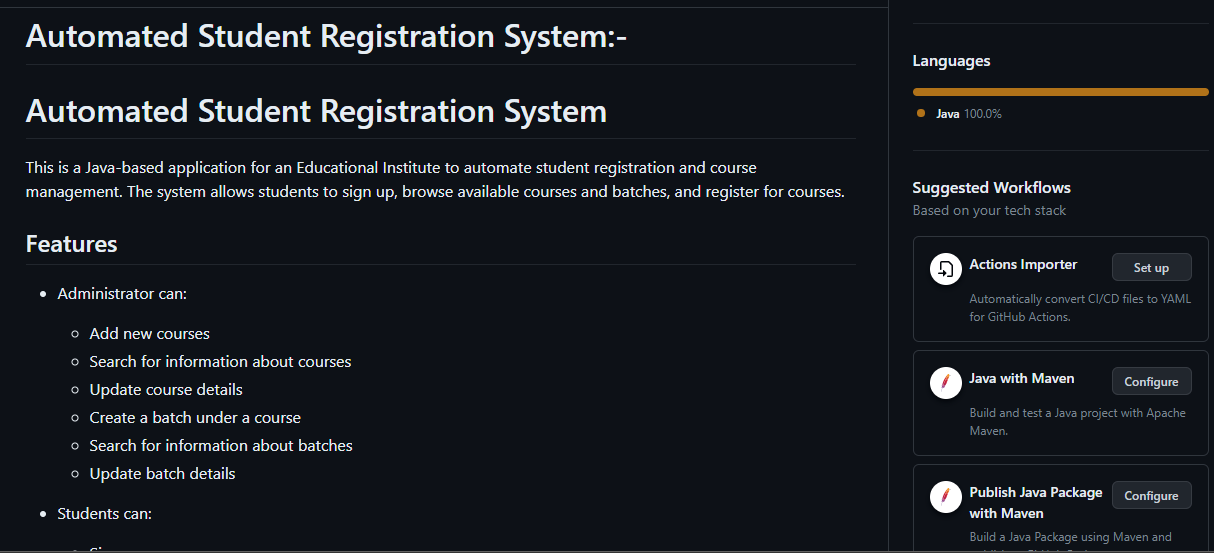 Automated Student Registration System:-
Automated Student Registration System
This is a Java-based application for an Educational Institute to automate student registration and course
management. The system allows students to sign up, browse available courses and batches, and register for courses.
Features
Administrator can:
Add new courses
Search for information about courses
Update course details
Create a batch under a course
Search for information about batches
Update batch details
Students can:
Languages
Java 100.0%
Suggested Workflows
Based on your tech stack
Actions Importer
Set up
Automatically convert CI/CD files to YAML
for GitHub Actions.
Java with Maven
Configure
Build and test a Java project with Apache
Maven.
Publish Java Package
with Maven
Configure
Build a Java Package using Maven and